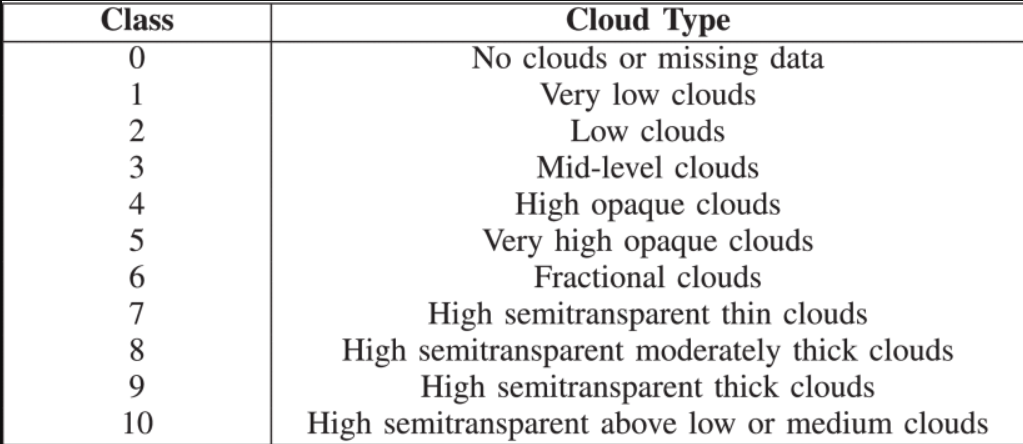 Class Cloud Type
0 No clouds or missing data
1 Very low clouds
2 Low clouds
3 Mid-level clouds
4 High opaque clouds
5 Very high opaque clouds
6 Fractional clouds
7 High semitransparent thin clouds
8 High semitransparent moderately thick clouds
9 High semitransparent thick clouds
10 High semitransparent above low or medium clouds